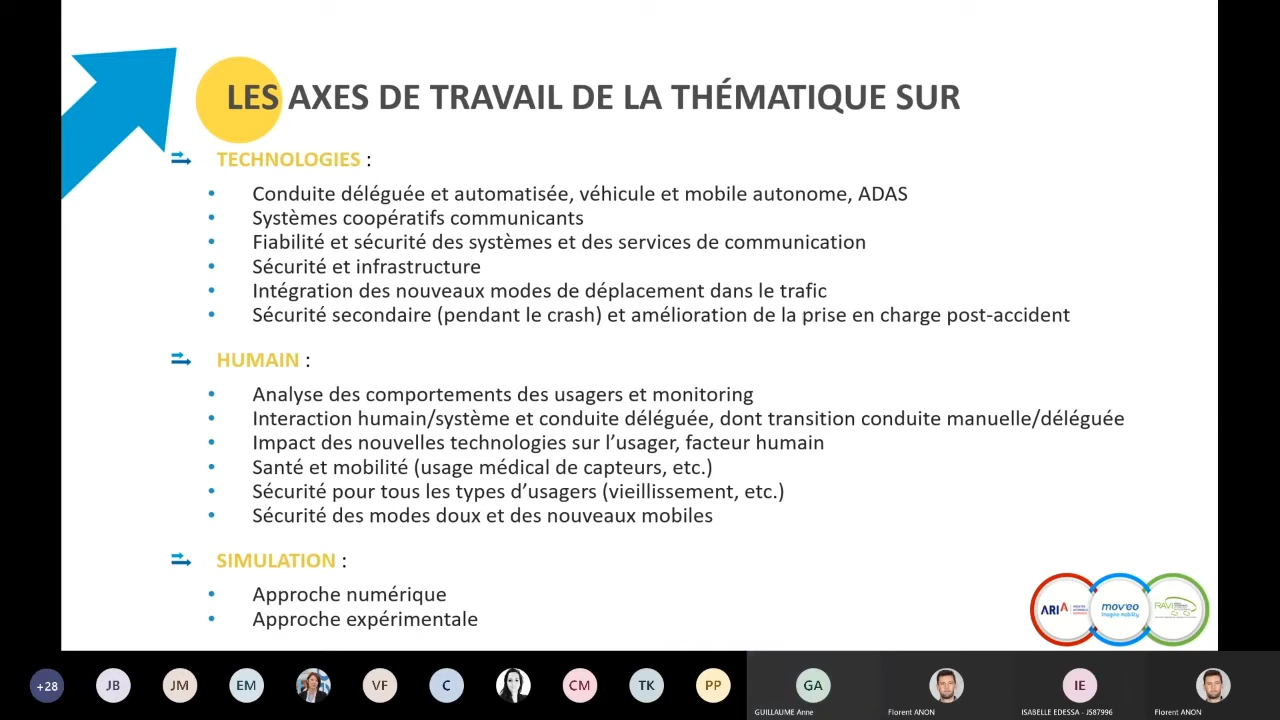 LES AXES DE TRAVAIL DE LA THÉMATIQUE SUR
TECHNOLOGIES :
• Conduite déléguée et automatisée, véhicule et mobile autonome, ADAS
• Systèmes coopératifs communicants
• Fiabilité et sécurité des systèmes et des services de communication
• Sécurité et infrastructure
• Intégration des nouveaux modes de déplacement dans le trafic
• Sécurité secondaire (pendant le crash) et amélioration de la prise en charge post-accident
HUMAIN :
• Analyse des comportements des usagers et monitoring
• Interaction humain/système et conduite déléguée, dont transition conduite manuelle/déléguée
• Impact des nouvelles technologies sur l'usager, facteur humain
• Santé et mobilité (usage médical de capteurs, etc.)
• Sécurité pour tous les types d'usagers (vieillissement, etc.)
• Sécurité des modes doux et des nouveaux mobiles
SIMULATION :
• Approche numérique
• Approche expérimentale
ARIA
mov'eo
imagine mobility
RAVI
+28 JB JM EM VF C CM TK PP GA IE
GUILLAUME Anne
Florent ANON
ISABELLE EDESSA - J587996
Florent ANON